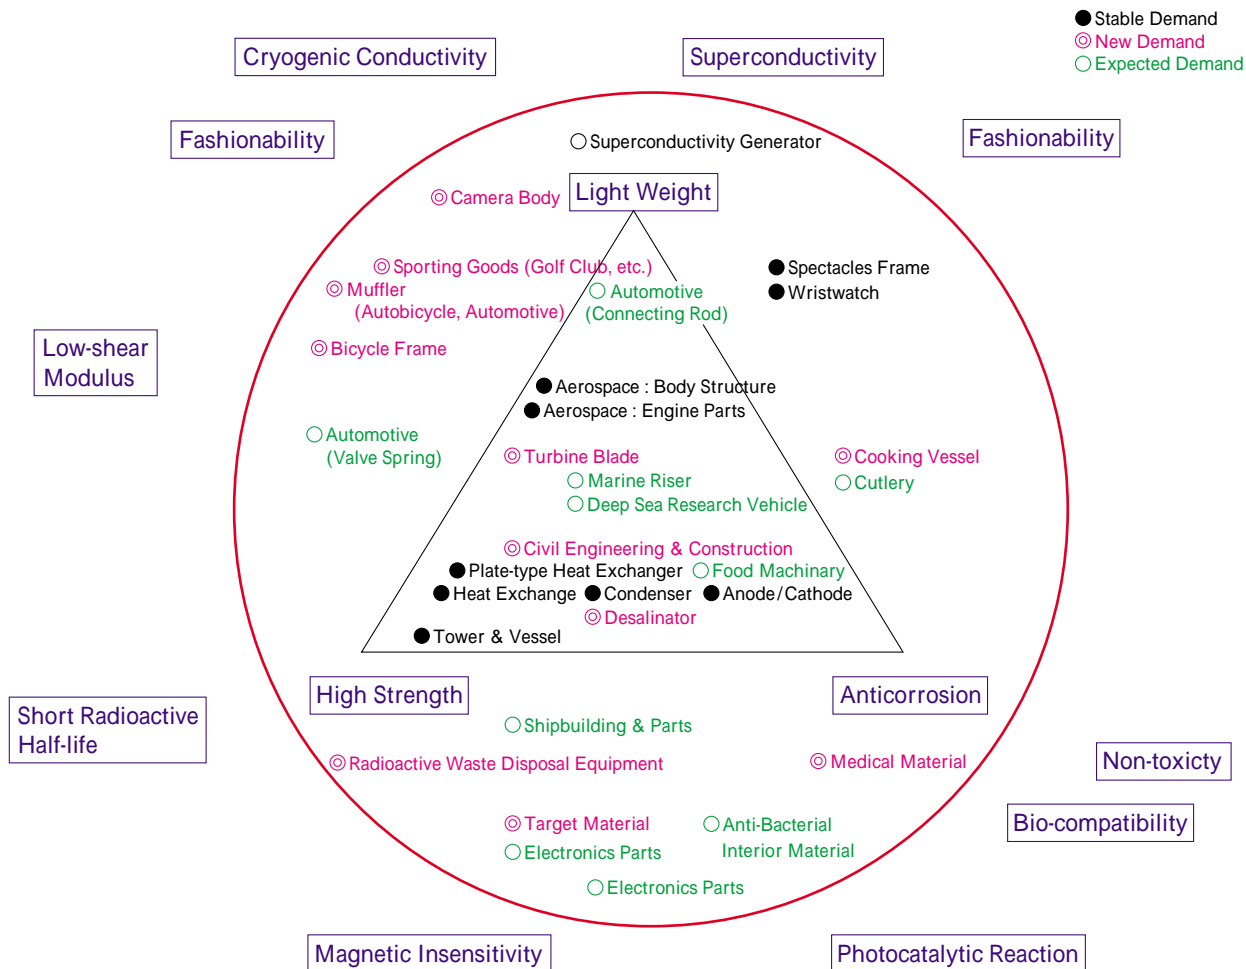 Stable Demand
New Demand
Expected Demand
Cryogenic Conductivity
Superconductivity
Fashionability
Fashionability
Superconductivity Generator
Light Weight
Camera Body
Sporting Goods (Golf Club, etc.)
Spectacles Frame
Muffler
(Autobicycle, Automotive)
Automotive
(Connecting Rod)
Wristwatch
Low-shear
Modulus
Bicycle Frame
Aerospace : Body Structure
Aerospace : Engine Parts
Automotive
(Valve Spring)
Turbine Blade
Cooking Vessel
Marine Riser
Cutlery
Deep Sea Research Vehicle
Civil Engineering & Construction
Plate-type Heat Exchanger
Food Machinary
Heat Exchange
Condenser
Anode/Cathode
Desalinator
Tower & Vessel
High Strength
Anticorrosion
Short Radioactive
Half-life
Shipbuilding & Parts
Radioactive Waste Disposal Equipment
Medical Material
Non-toxicty
Bio-compatibility
Target Material
Anti-Bacterial
Interior Material
Electronics Parts
Electronics Parts
Magnetic Insensitivity
Photocatalytic Reaction